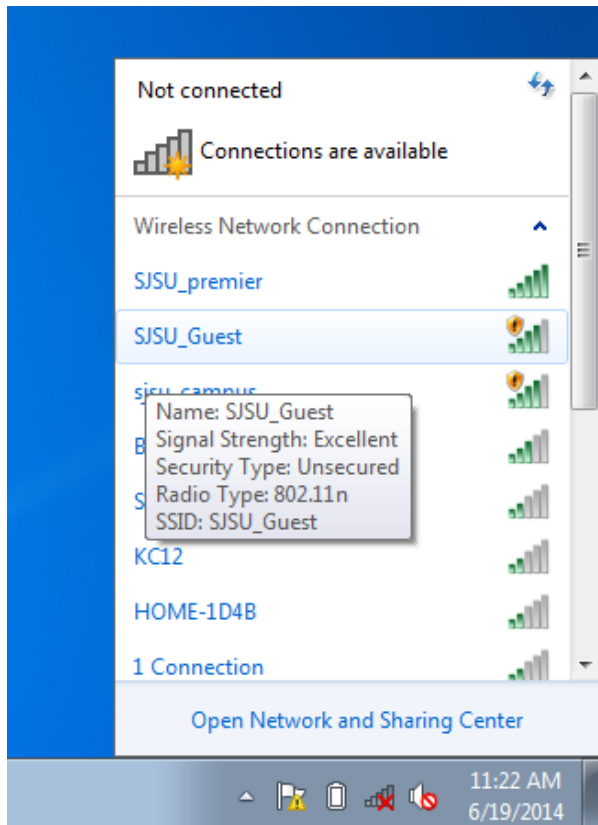 Not connected
Connections are available
Wireless Network Connection
SJSU_premier
SJSU_Guest
sjsu_campus
Name: SJSU_Guest
Signal Strength: Excellent
Security Type: Unsecured
Radio Type: 802.11n
SSID: SJSU_Guest
B
S
KC12
HOME-1D4B
1 Connection
Open Network and Sharing Center
11:22 AM
6/19/2014